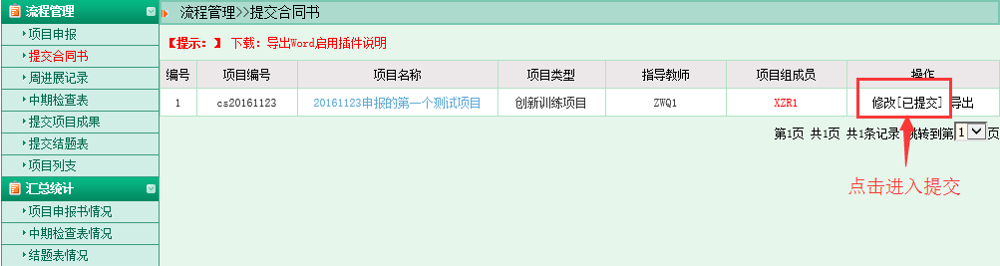 流程管理
项目申报
提交合同书
周进展记录
中期检查表
提交项目成果
提交结题表
项目列支
汇总统计
项目申报书情况
中期检查表情况
结题表情况
流程管理>>提交合同书
【提示：】 下载：导出Word启用插件说明
编号 项目编号 项目名称 项目类型 指导教师 项目组成员 操作
1 cs20161123 20161123申报的第一个测试项目 创新训练项目 ZWQ1 XZR1 修改[已提交] 导出
第1页 共1页 共1条记录 跳转到第 1 页
点击进入提交